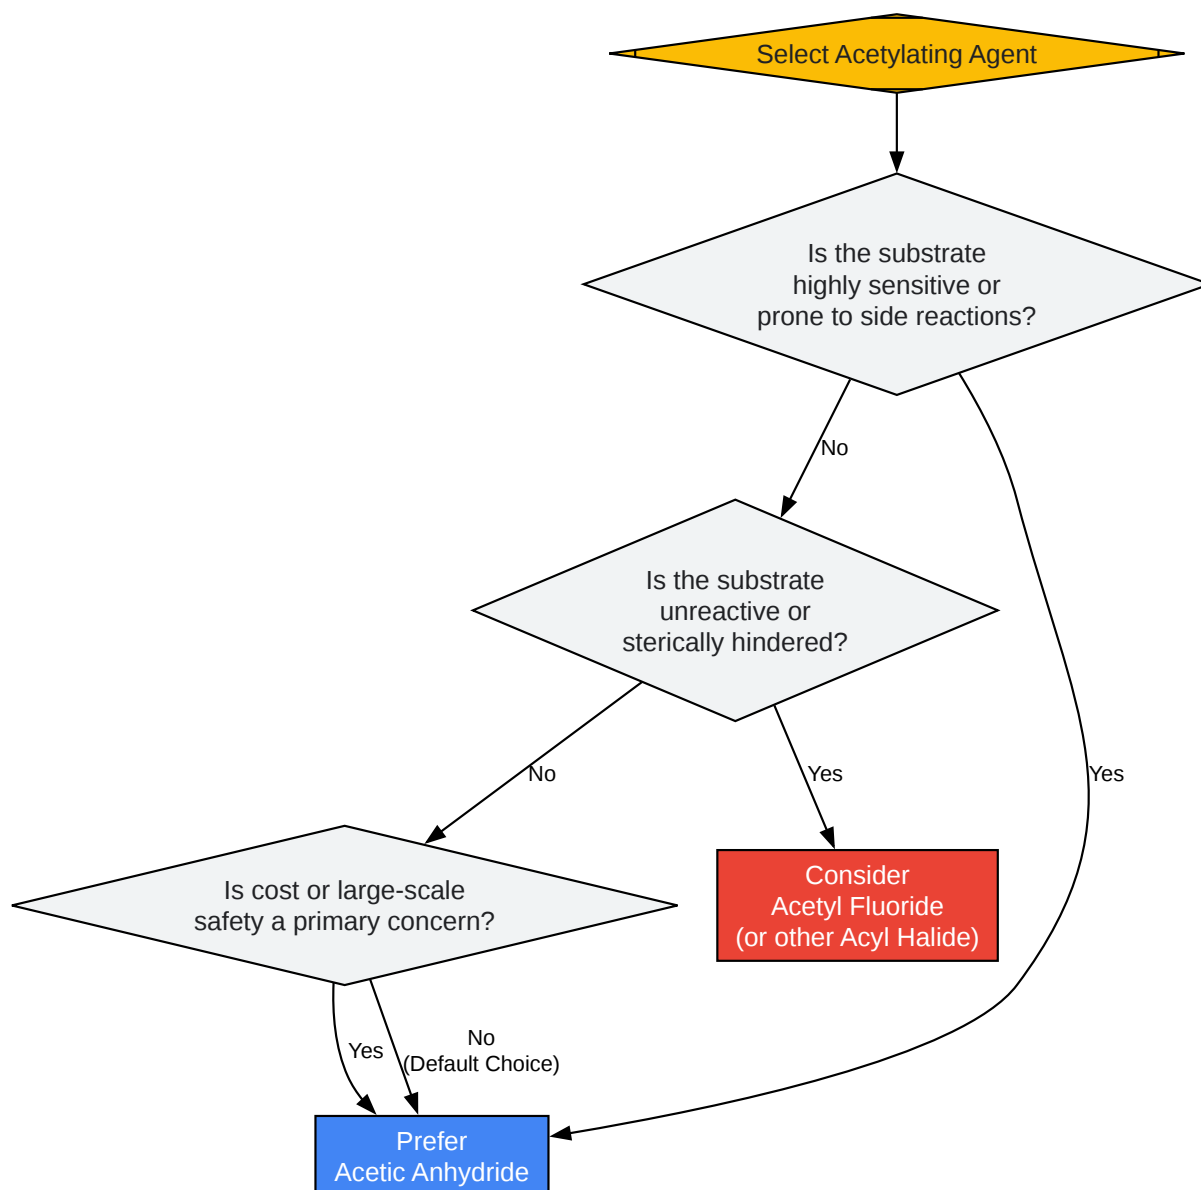 Select Acetylating Agent
Is the substrate
highly sensitive or
prone to side reactions?
No
Is the substrate
unreactive or
sterically hindered?
No
Yes
Yes
Is cost or large-scale
safety a primary concern?
Consider
Acetyl Fluoride
(or other Acyl Halide)
Yes
No
(Default Choice)
Prefer
Acetic Anhydride